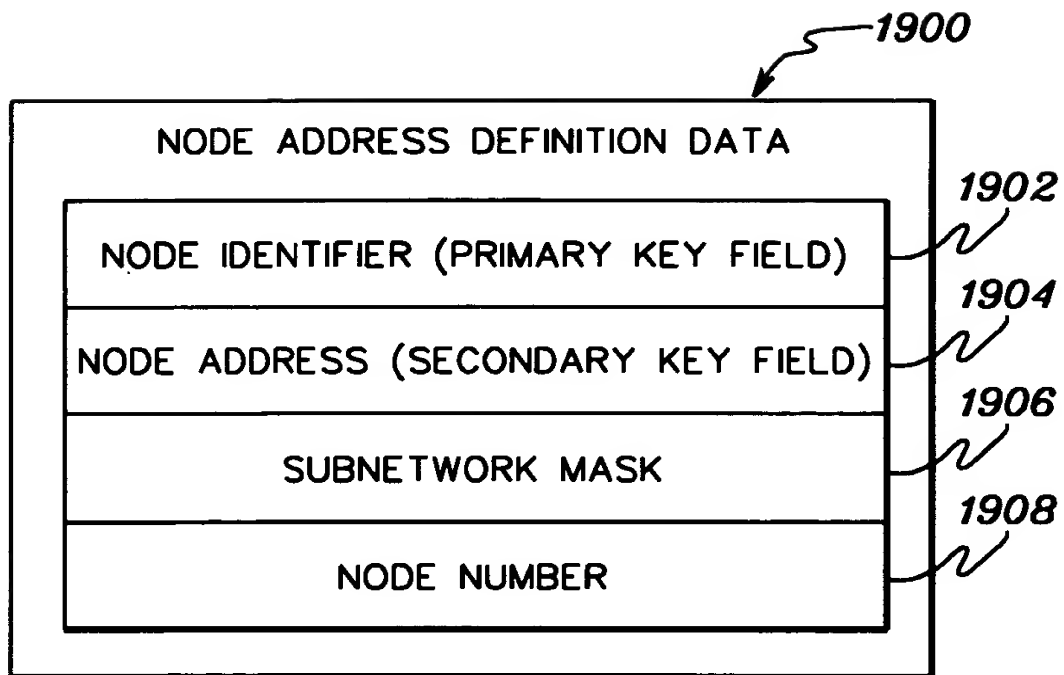 1900
NODE ADDRESS DEFINITION DATA
1902
NODE IDENTIFIER (PRIMARY KEY FIELD)
1904
NODE ADDRESS (SECONDARY KEY FIELD)
1906
SUBNETWORK MASK
1908
NODE NUMBER